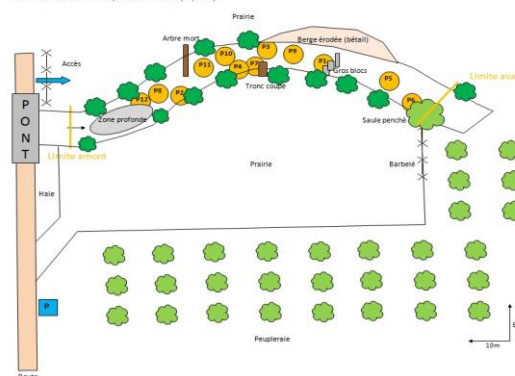 Prairie
Arbre mort
Berge érodée (bétail)
Accès
P3
P10
P9
P7
P1
P11
P4
Gros blocs
P5
Limite ava
Tronc coupé
P8
P2
P12
P6
Zone profonde
Saule penché
PONT
Limite amont
Prairie
Barbelé
Haie
P
Peupleraie
10m